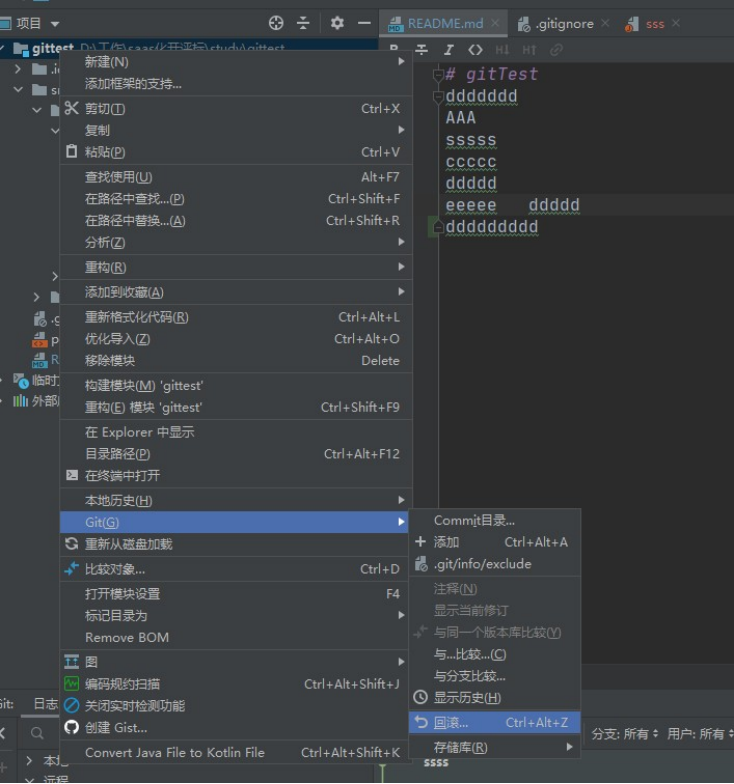 项目
README.md
.gitignore
sss
gittest D:\工作\saas化开评标\study\gittest
# gitTest
ddddddd
AAA
sssss
ccccc
ddddd
eeeee ddddd
ddddddddd
新建(N)
添加框架的支持...
剪切(T) Ctrl+X
复制
粘贴(P) Ctrl+V
查找使用(U) Alt+F7
在路径中查找...(P) Ctrl+Shift+F
在路径中替换...(A) Ctrl+Shift+R
分析(Z)
重构(R)
添加到收藏(A)
重新格式化代码(R) Ctrl+Alt+L
优化导入(Z) Ctrl+Alt+O
移除模块 Delete
构建模块(M) 'gittest'
重构(E) 模块 'gittest' Ctrl+Shift+F9
在 Explorer 中显示
目录路径(P) Ctrl+Alt+F12
在终端中打开
本地历史(H)
Git(G)
重新从磁盘加载
比较对象... Ctrl+D
打开模块设置 F4
标记目录为
Remove BOM
图
编码规约扫描 Ctrl+Alt+Shift+J
关闭实时检测功能
创建 Gist...
Convert Java File to Kotlin File Ctrl+Alt+Shift+K
Commit目录...
添加 Ctrl+Alt+A
.git/info/exclude
注释(N)
显示当前修订
与同一个版本库比较(Y)
与...比较...(C)
与分支比较...
显示历史(H)
回滚... Ctrl+Alt+Z
存储库(R)
临时
外部
Git: 日志
分支: 所有 用户: 所有
本地
远程
ssss